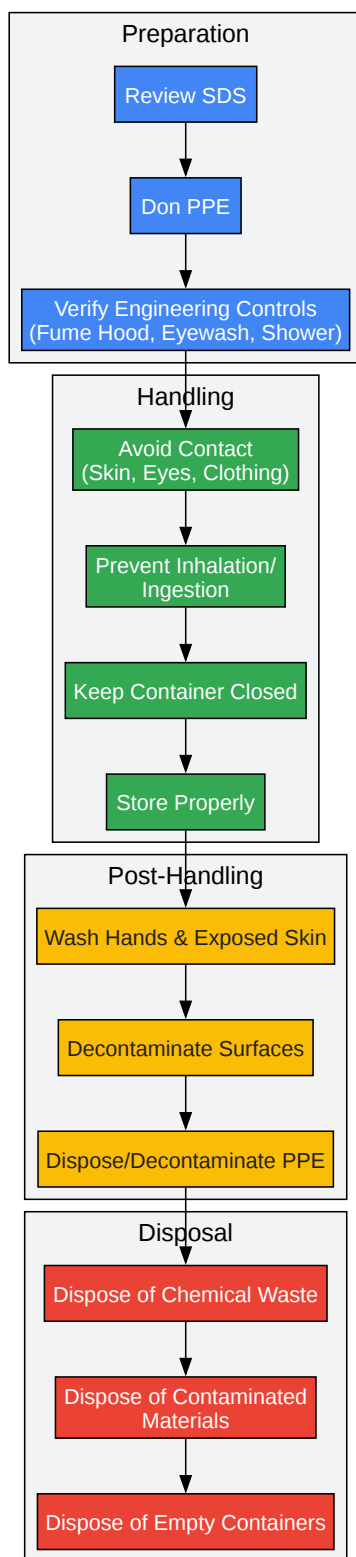 Preparation
Review SDS
Don PPE
Verify Engineering Controls
(Fume Hood, Eyewash, Shower)
Handling
Avoid Contact
(Skin, Eyes, Clothing)
Prevent Inhalation/
Ingestion
Keep Container Closed
Store Properly
Post-Handling
Wash Hands & Exposed Skin
Decontaminate Surfaces
Dispose/Decontaminate PPE
Disposal
Dispose of Chemical Waste
Dispose of Contaminated
Materials
Dispose of Empty Containers